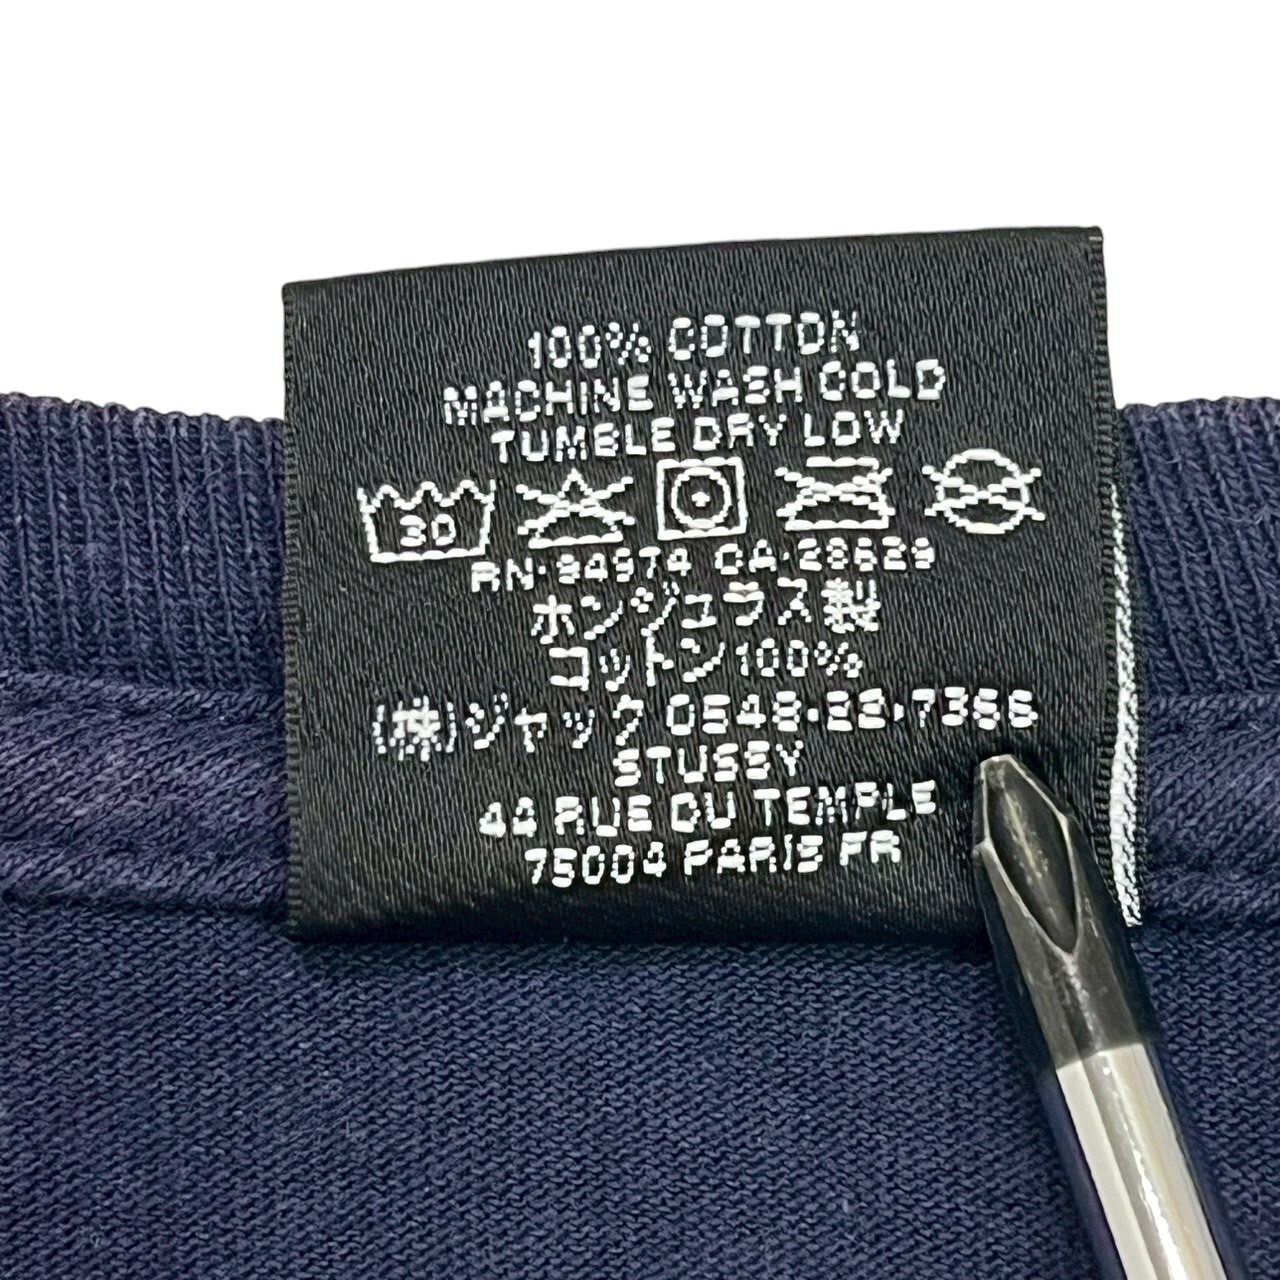 100% COTTON
MACHINE WASH COLD
TUMBLE DRY LOW
30
RN·94974 CA·28629
ホンジュラス製
コットン100%
(株)ジャック 0548·22·7366
STUSSY
44 RUE DU TEMPLE
75004 PARIS FR